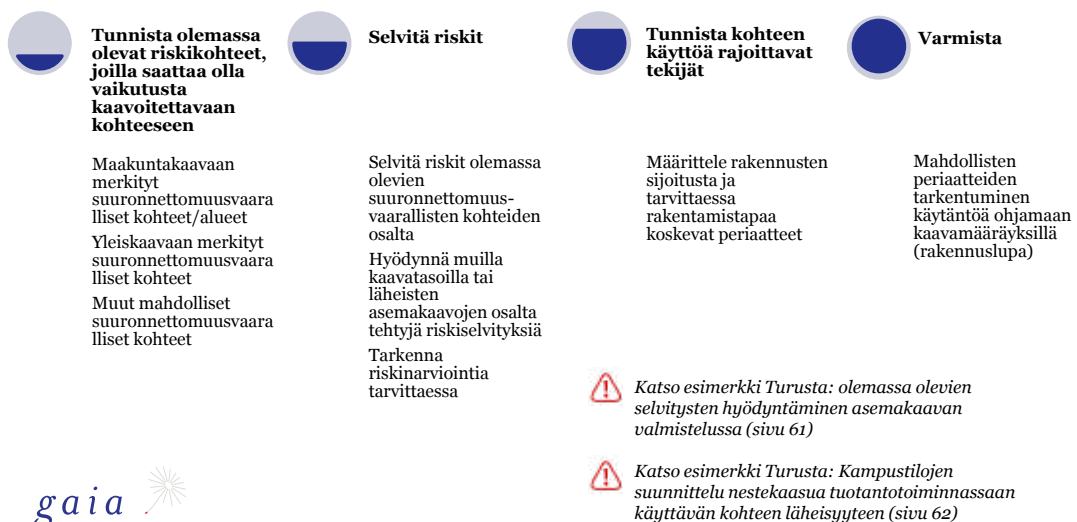 Tunnista olemassa
olevat riskikohteet,
joilla saattaa olla
vaikutusta
kaavoitettavaan
kohteeseen
Maakuntakaavaan
merkityt
suuronnettomuusvaara
lliset kohteet/alueet
Yleiskaavaan merkityt
suuronnettomuusvaara
lliset kohteet
Muut mahdolliset
suuronnettomuusvaara
lliset kohteet
Selvitä riskit
Selvitä riskit olemassa
olevien
suuronnettomuus-
vaarallisten kohteiden
osalta
Hyödynnä muilla
kaavatasoilla tai
läheisten
asemakaavojen osalta
tehtyjä riskiselvityksiä
Tarkenna
riskinarviointia
tarvittaessa
Tunnista kohteen
käyttöä rajoittavat
tekijät
Määrittele rakennusten
sijoitusta ja
tarvittaessa
rakentamistapaa
koskevat periaatteet
Varmista
Mahdollisten
periaatteiden
tarkentuminen
käytäntöä ohjamaan
kaavamääräyksillä
(rakennuslupa)
Katso esimerkki Turusta: olemassa olevien
selvitysten hyödyntäminen asemakaavan
valmistelussa (sivu 61)
Katso esimerkki Turusta: Kampustilojen
suunnittelu nestekaasua tuotantotoiminnassaan
käyttävän kohteen läheisyyteen (sivu 62)
gaia